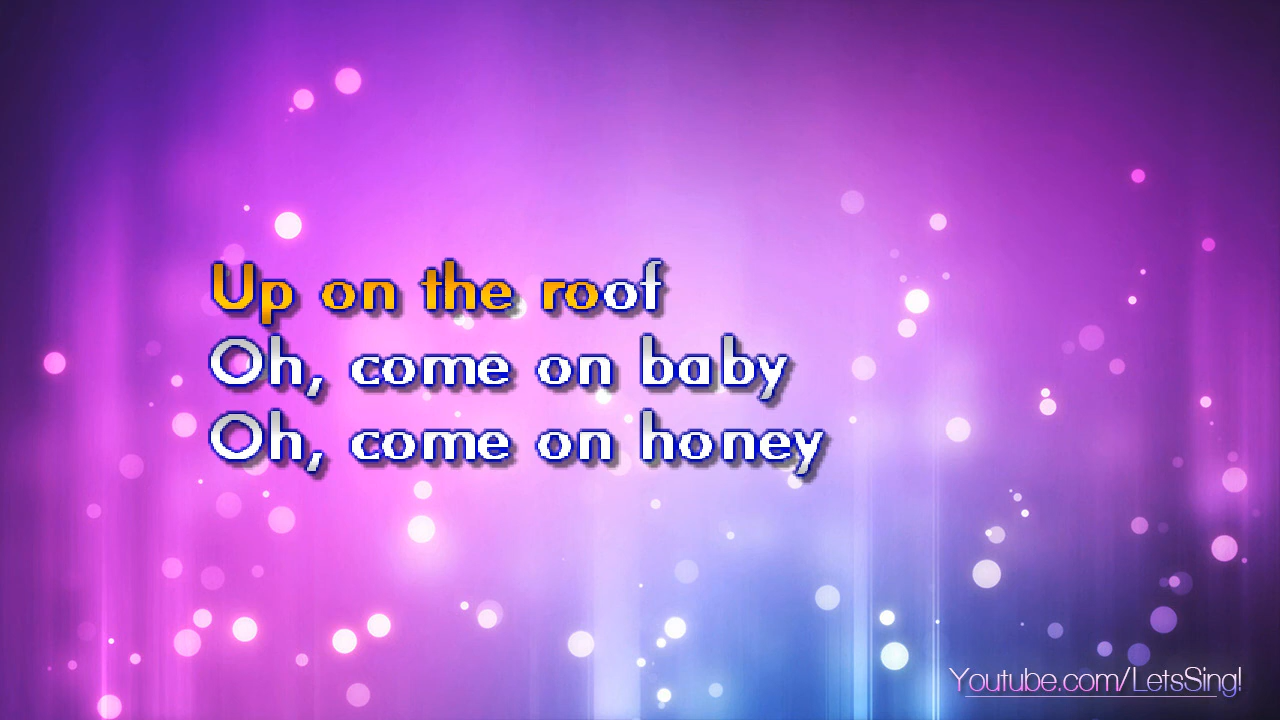 Up on the roof
Oh, come on baby
Oh, come on honey
Youtube.com/LetsSing!